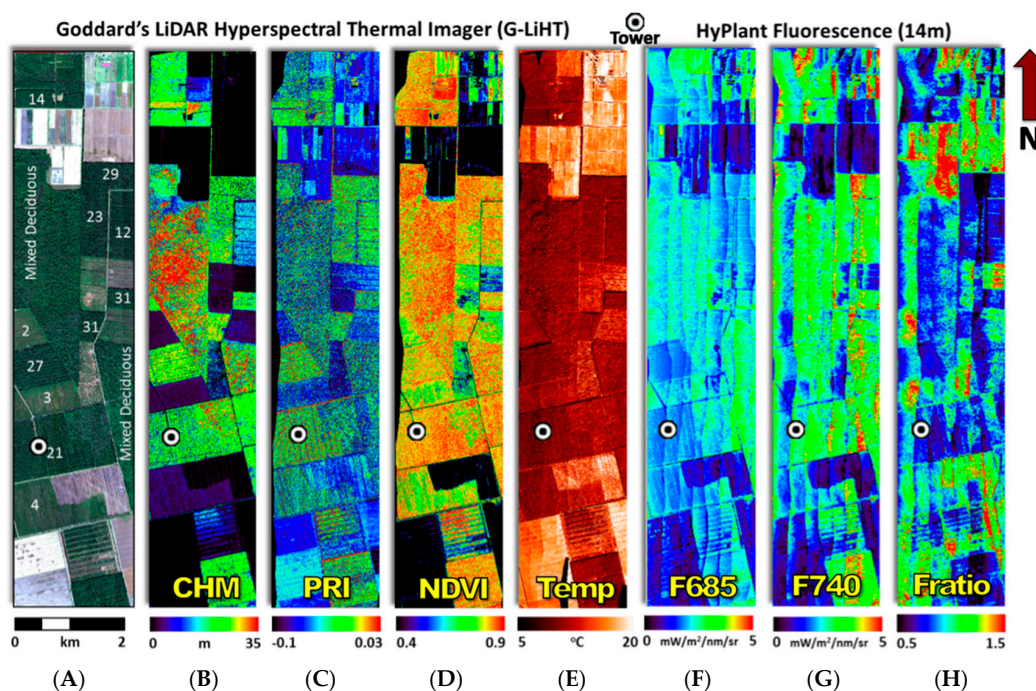 Goddard's LiDAR Hyperspectral Thermal Imager (G-LiHT)
Tower
HyPlant Fluorescence (14m)
N
14
29
Mixed Deciduous
23
12
31
2
31
27
Mixed Deciduous
3
21
4
CHM
PRI
NDVI
Temp
F685
F740
Fratio
0 km 2
0 m 35
-0.1 0.03
0.4 0.9
5 ºC 20
0 mW/m²/nm/sr 5
0 mW/m²/nm/sr 5
0.5 1.5
(A) (B) (C) (D) (E) (F) (G) (H)